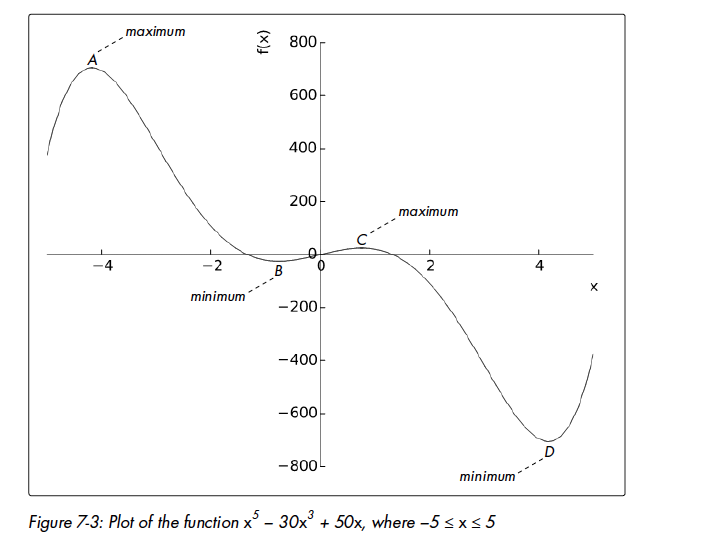 maximum
A
f(x)
800
600
400
200
0
−4
−2
0
2
4
x
B
minimum
C
maximum
−200
−400
−600
−800
D
minimum
Figure 7-3: Plot of the function x⁵ – 30x³ + 50x, where –5 ≤ x ≤ 5